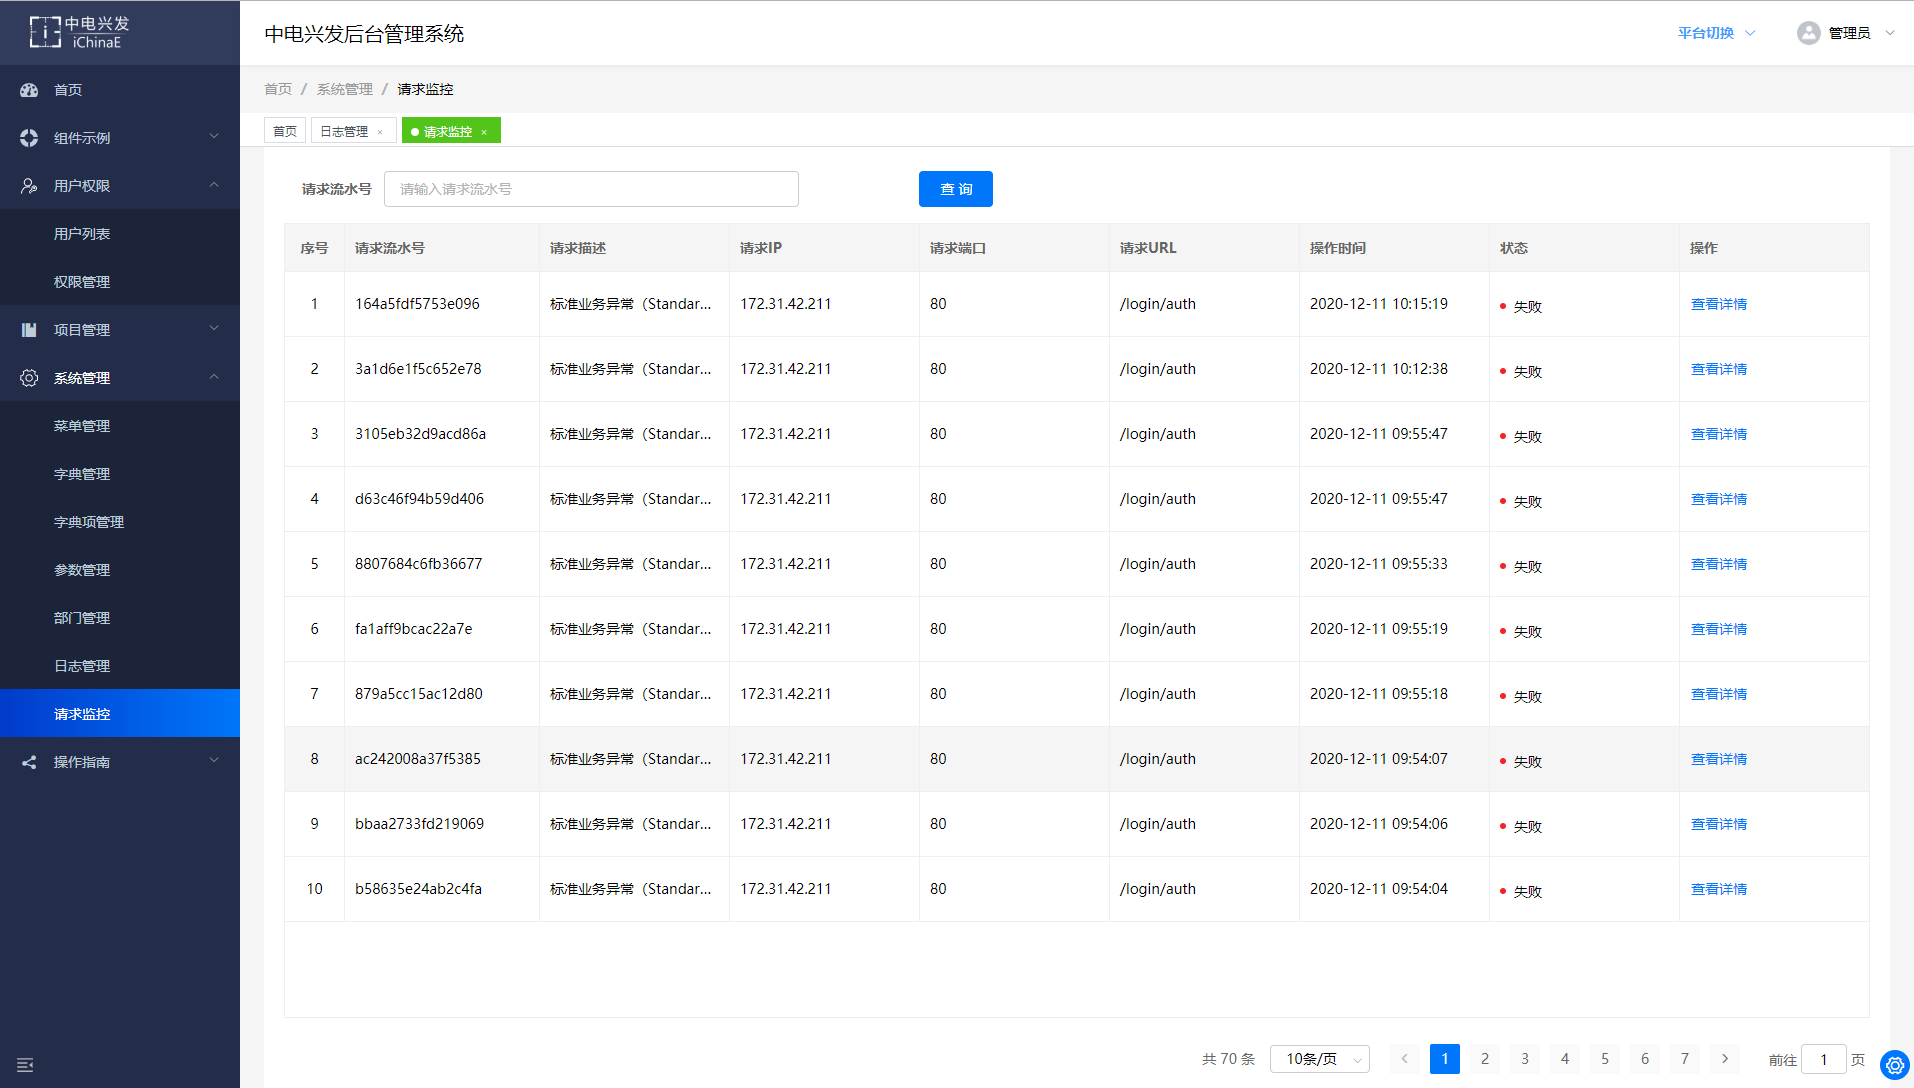 中电兴发
iChinaE
中电兴发后台管理系统
平台切换
管理员
首页
组件示例
用户权限
用户列表
权限管理
项目管理
系统管理
菜单管理
字典管理
字典项管理
参数管理
部门管理
日志管理
请求监控
操作指南
首页 / 系统管理 / 请求监控
首页 日志管理 × 请求监控 ×
请求流水号 请输入请求流水号 查 询
序号 请求流水号 请求描述 请求IP 请求端口 请求URL 操作时间 状态 操作
1 164a5fdf5753e096 标准业务异常（Standar... 172.31.42.211 80 /login/auth 2020-12-11 10:15:19 失败 查看详情
2 3a1d6e1f5c652e78 标准业务异常（Standar... 172.31.42.211 80 /login/auth 2020-12-11 10:12:38 失败 查看详情
3 3105eb32d9acd86a 标准业务异常（Standar... 172.31.42.211 80 /login/auth 2020-12-11 09:55:47 失败 查看详情
4 d63c46f94b59d406 标准业务异常（Standar... 172.31.42.211 80 /login/auth 2020-12-11 09:55:47 失败 查看详情
5 8807684c6fb36677 标准业务异常（Standar... 172.31.42.211 80 /login/auth 2020-12-11 09:55:33 失败 查看详情
6 fa1aff9bcac22a7e 标准业务异常（Standar... 172.31.42.211 80 /login/auth 2020-12-11 09:55:19 失败 查看详情
7 879a5cc15ac12d80 标准业务异常（Standar... 172.31.42.211 80 /login/auth 2020-12-11 09:55:18 失败 查看详情
8 ac242008a37f5385 标准业务异常（Standar... 172.31.42.211 80 /login/auth 2020-12-11 09:54:07 失败 查看详情
9 bbaa2733fd219069 标准业务异常（Standar... 172.31.42.211 80 /login/auth 2020-12-11 09:54:06 失败 查看详情
10 b58635e24ab2c4fa 标准业务异常（Standar... 172.31.42.211 80 /login/auth 2020-12-11 09:54:04 失败 查看详情
共 70 条 10条/页 1 2 3 4 5 6 7 前往 1 页